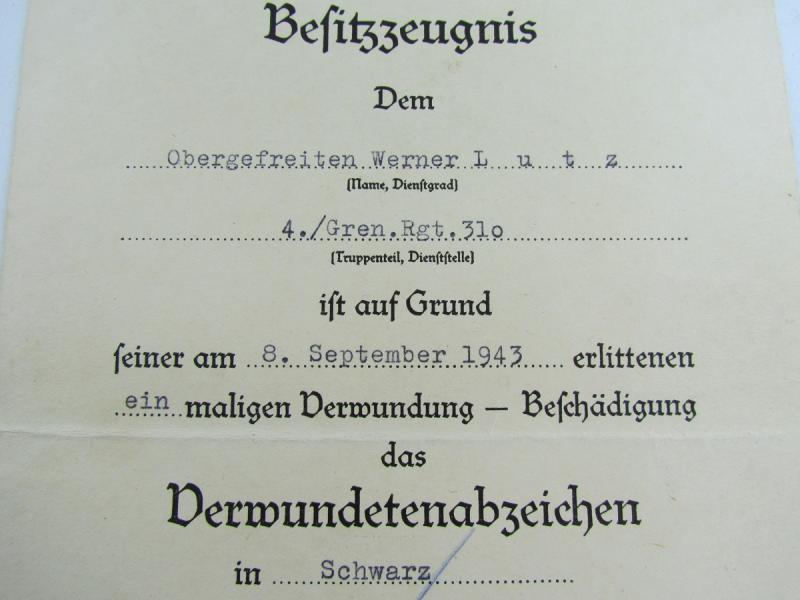 Besitzzeugnis
Dem
Obergefreiten Werner L u t z
(Name, Dienstgrad)
4./Gren.Rgt.31o
(Truppenteil, Dienststelle)
ist auf Grund
seiner am 8. September 1943 erlittenen
ein maligen Verwundung – Beschädigung
das
Verwundetenabzeichen
in Schwarz